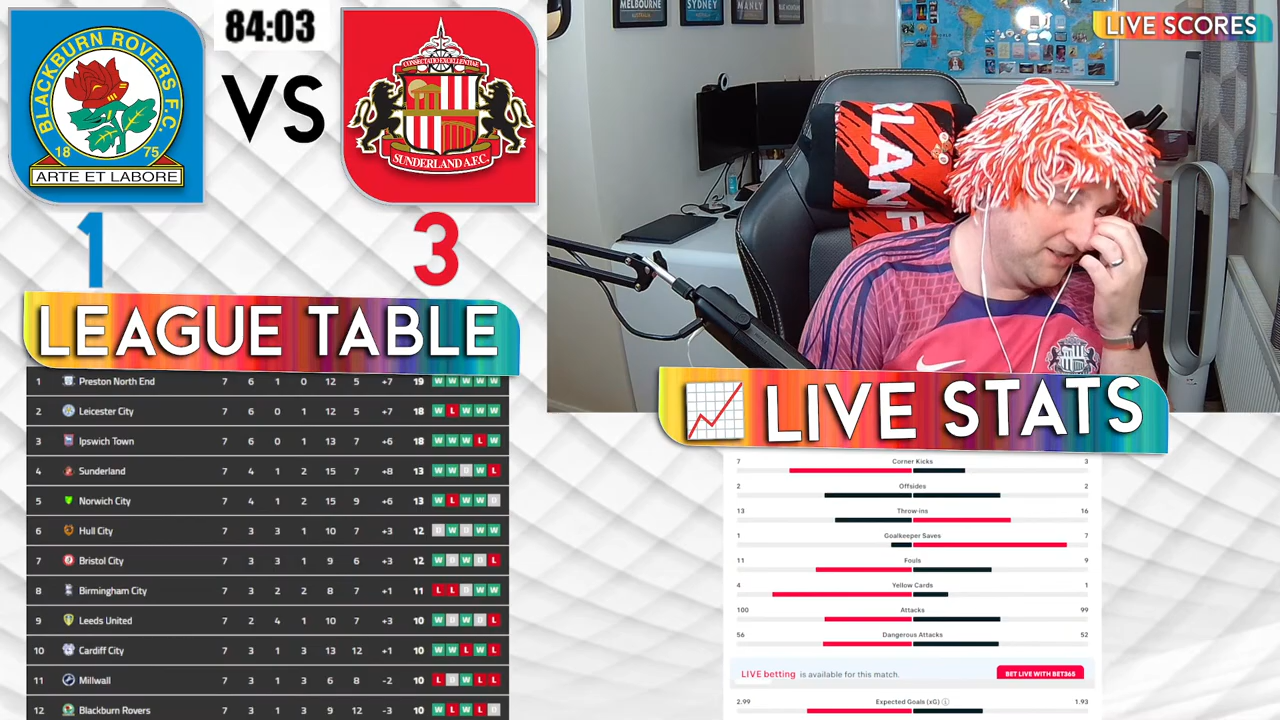 BLACKBURN ROVERS F.C.
18 75
ARTE ET LABORE
84:03
VS
CONSECTATIO EXCELLENTIAE
SUNDERLAND A.F.C.
1
3
LEAGUE TABLE
1 Preston North End 7 6 1 0 12 5 +7 19 W W W W W
2 Leicester City 7 6 0 1 12 5 +7 18 W L W W W
3 Ipswich Town 7 6 0 1 13 7 +6 18 W W W L W
4 Sunderland 7 4 1 2 15 7 +8 13 W W D W L
5 Norwich City 7 4 1 2 15 9 +6 13 W L W W D
6 Hull City 7 3 3 1 10 7 +3 12 D W D W W
7 Bristol City 7 3 3 1 9 6 +3 12 W D W D L
8 Birmingham City 7 3 2 2 8 7 +1 11 L L D W W
9 Leeds United 7 2 4 1 10 7 +3 10 W D W D L
10 Cardiff City 7 3 1 3 13 12 +1 10 W W L W L
11 Millwall 7 3 1 3 6 8 -2 10 L D W L L
12 Blackburn Rovers 7 3 1 3 9 12 -3 10 W L W L D
MELBOURNE
AUSTRALIA
SYDNEY
AUSTRALIA
MANLY
LIVE SCORES
RLAN
F
LIVE STATS
7 Corner Kicks 3
2 Offsides 2
13 Throw-ins 16
1 Goalkeeper Saves 7
11 Fouls 9
4 Yellow Cards 1
100 Attacks 99
56 Dangerous Attacks 52
LIVE betting is available for this match. BET LIVE WITH BET365
2.99 Expected Goals (xG) 1.93